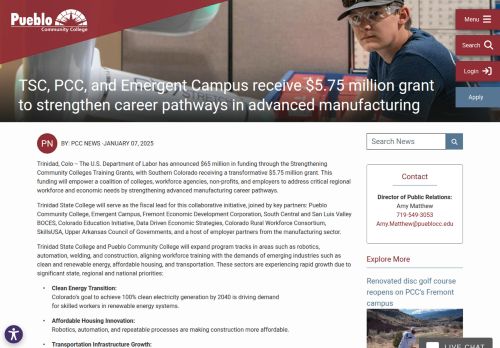 Pueblo
Community College
Menu
Search
Login
Apply
TSC, PCC, and Emergent Campus receive $5.75 million grant
to strengthen career pathways in advanced manufacturing
PN
BY: PCC NEWS -JANUARY 07, 2025
Trinidad, Colo – The U.S. Department of Labor has announced $65 million in funding through the Strengthening
Community Colleges Training Grants, with Southern Colorado receiving a transformative $5.75 million grant. This
funding will empower a coalition of colleges, workforce agencies, non-profits, and employers to address critical regional
workforce and economic needs by strengthening advanced manufacturing career pathways.
Trinidad State College will serve as the fiscal lead for this collaborative initiative, joined by key partners: Pueblo
Community College, Emergent Campus, Fremont Economic Development Corporation, South Central and San Luis Valley
BOCES, Colorado Education Initiative, Data Driven Economic Strategies, Colorado Rural Workforce Consortium,
SkillsUSA, Upper Arkansas Council of Governments, and a host of employer partners from the manufacturing sector.
Trinidad State College and Pueblo Community College will expand program tracks in areas such as robotics,
automation, welding, and construction, aligning workforce training with the demands of emerging industries such as
clean and renewable energy, affordable housing, and transportation. These sectors are experiencing rapid growth due to
significant state, regional and national priorities:
• Clean Energy Transition:
Colorado's goal to achieve 100% clean electricity generation by 2040 is driving demand
for skilled workers in renewable energy systems.
• Affordable Housing Innovation:
Robotics, automation, and repeatable processes are making construction more affordable.
• Transportation Infrastructure Growth:
Search News
Contact
Director of Public Relations:
Amy Matthew
719-549-3053
Amy.Matthew@pueblocc.edu
Explore More
Renovated disc golf course
reopens on PCC's Fremont
campus
LIVE CHAT